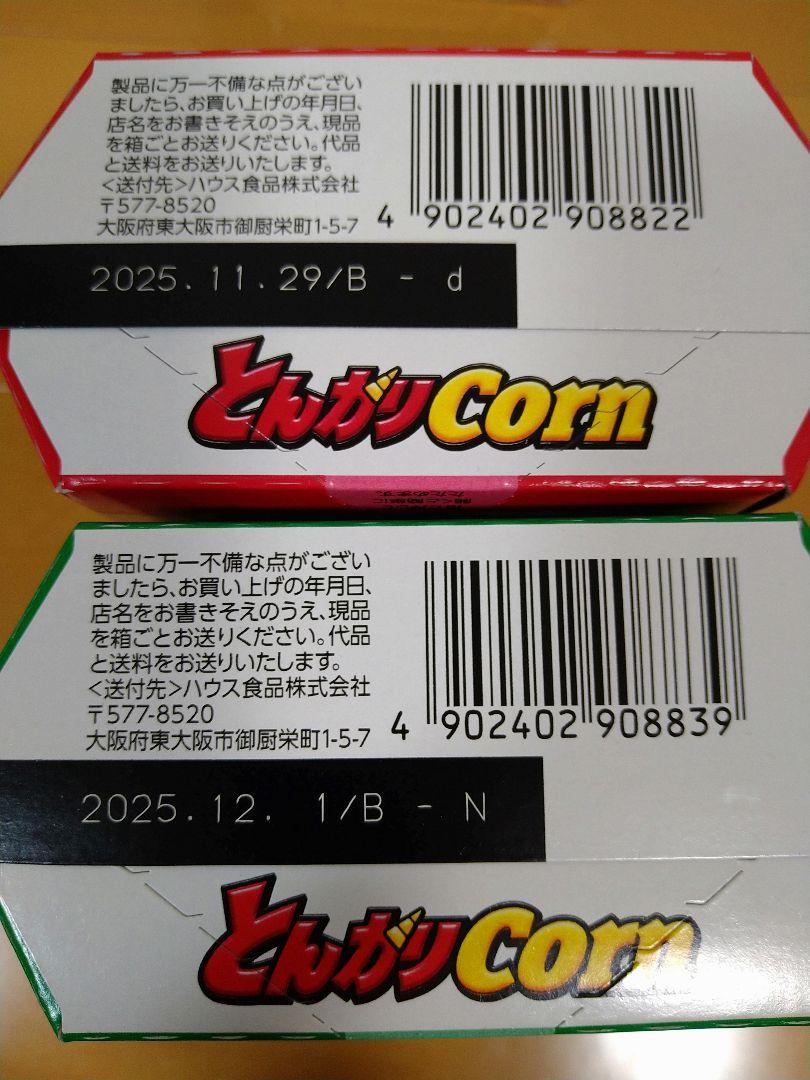 製品に万一不備な点がござい
ましたら、お買い上げの年月日、
店名をお書きそえのうえ、現品
を箱ごとお送りください。代品
と送料をお送りいたします。
<送付先>ハウス食品株式会社
〒577-8520
大阪府東大阪市御厨栄町1-5-7
4 902402 908822
2025.11.29/B - d
とんがりCorn
開くと簡単に
たためます。
製品に万一不備な点がござい
ましたら、お買い上げの年月日、
店名をお書きそえのうえ、現品
を箱ごとお送りください。代品
と送料をお送りいたします。
<送付先>ハウス食品株式会社
〒577-8520
大阪府東大阪市御厨栄町1-5-7
4 902402 908839
2025.12. 1/B - N
とんがりCorn